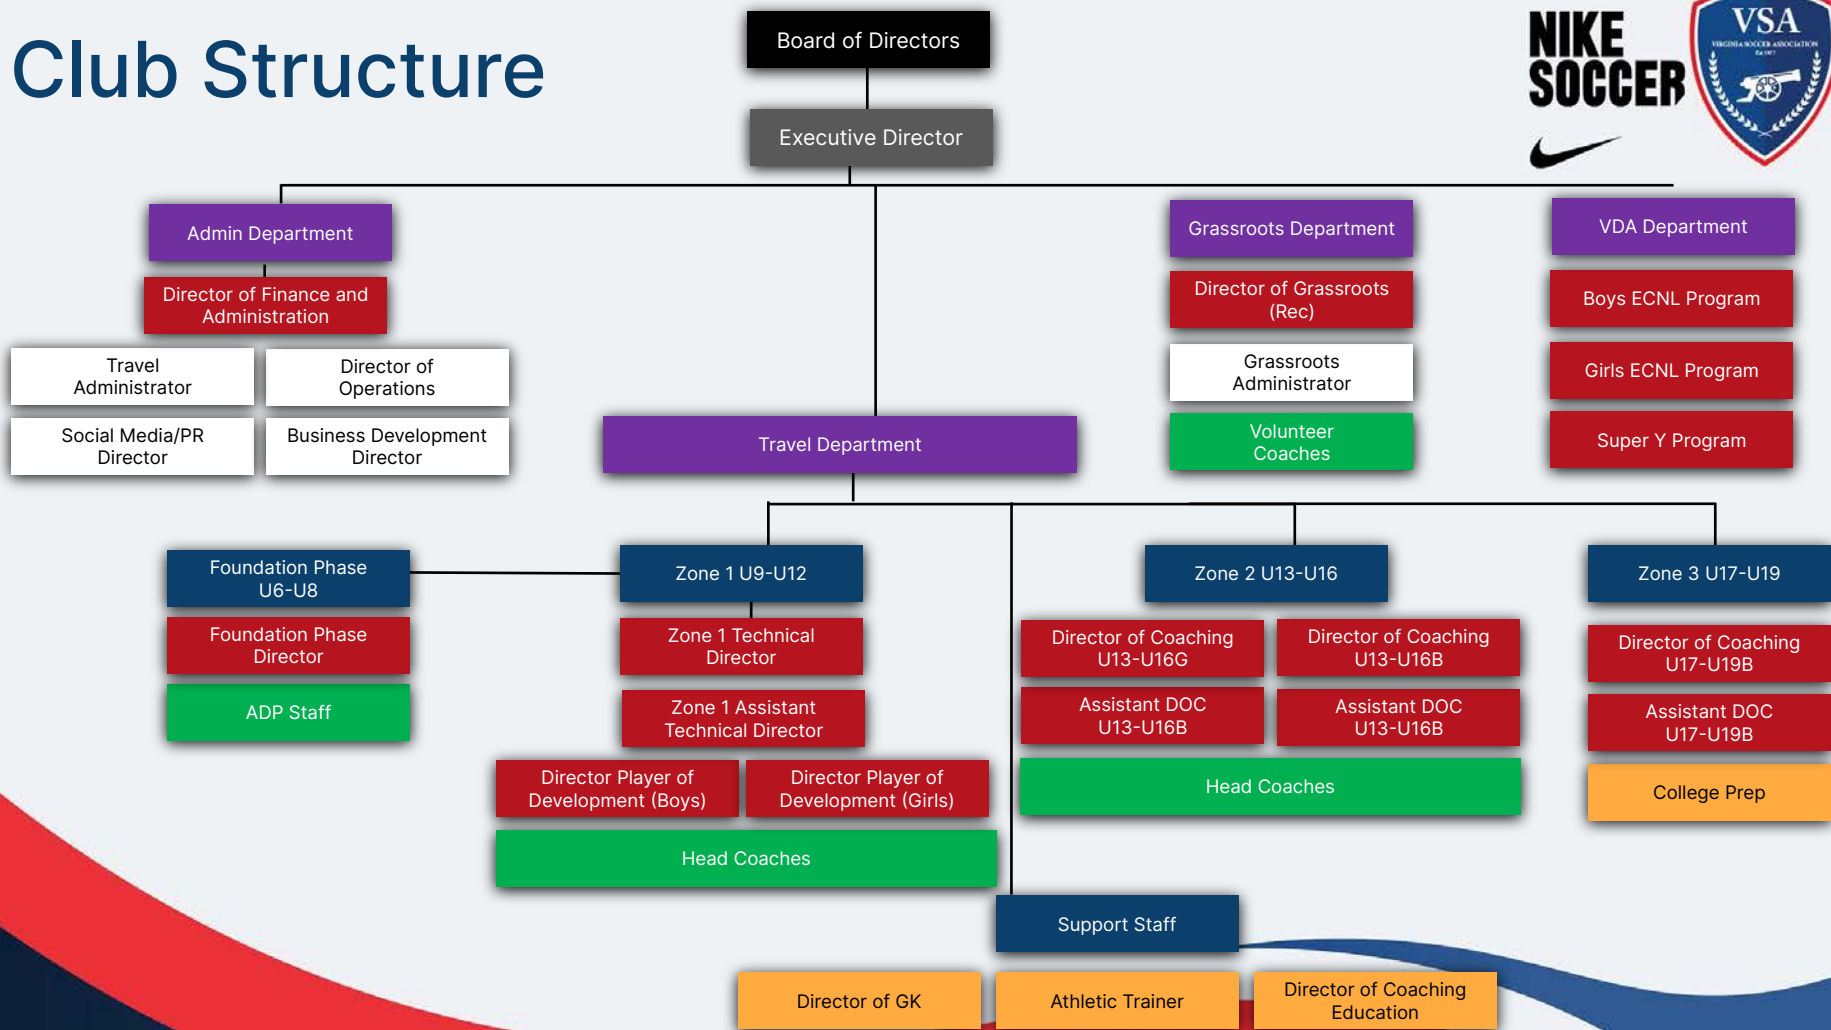 Club Structure
Board of Directors
Executive Director
NIKE
SOCCER
VSA
VIRGINIA SOCCER ASSOCIATION
Admin Department
Director of Finance and
Administration
Travel
Administrator
Director of
Operations
Social Media/PR
Director
Business Development
Director
Travel Department
Grassroots Department
Director of Grassroots
(Rec)
Grassroots
Administrator
Volunteer
Coaches
VDA Department
Boys ECNL Program
Girls ECNL Program
Super Y Program
Foundation Phase
U6-U8
Foundation Phase
Director
ADP Staff
Zone 1 U9-U12
Zone 1 Technical
Director
Zone 1 Assistant
Technical Director
Director Player of
Development (Boys)
Director Player of
Development (Girls)
Head Coaches
Zone 2 U13-U16
Director of Coaching
U13-U16G
Director of Coaching
U13-U16B
Assistant DOC
U13-U16B
Assistant DOC
U13-U16B
Head Coaches
Zone 3 U17-U19
Director of Coaching
U17-U19B
Assistant DOC
U17-U19B
College Prep
Support Staff
Director of GK
Athletic Trainer
Director of Coaching
Education